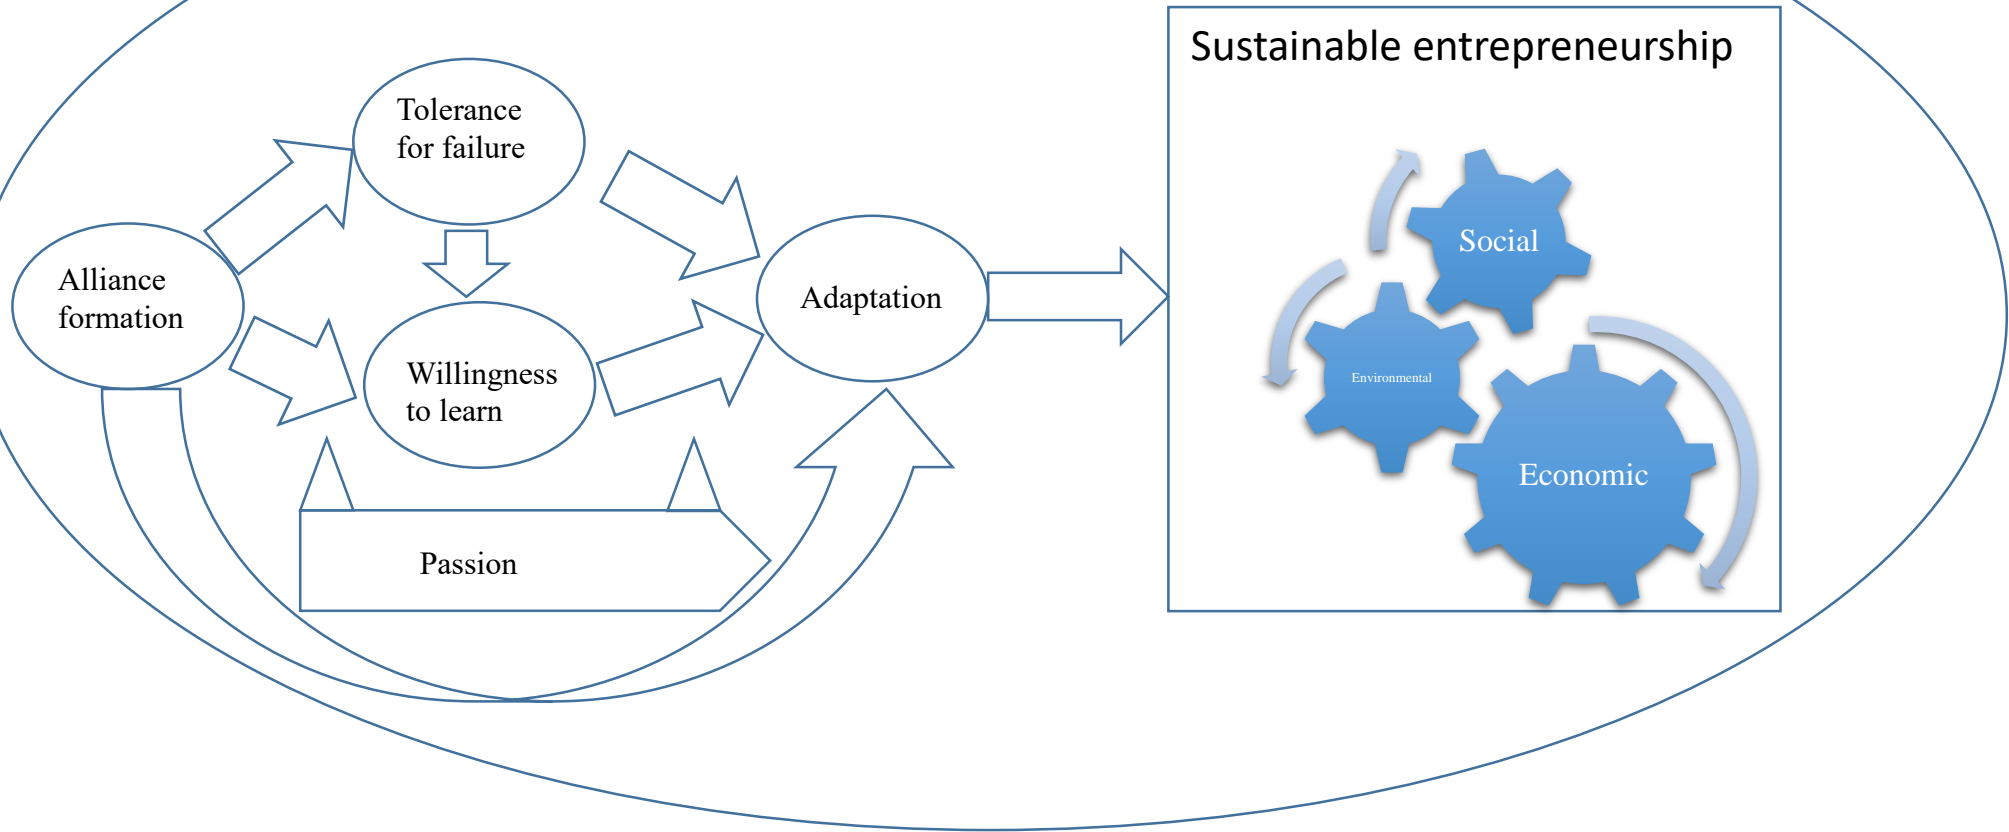 Sustainable entrepreneurship
Tolerance
for failure
Alliance
formation
Willingness
to learn
Adaptation
Passion
Social
Environmental
Economic